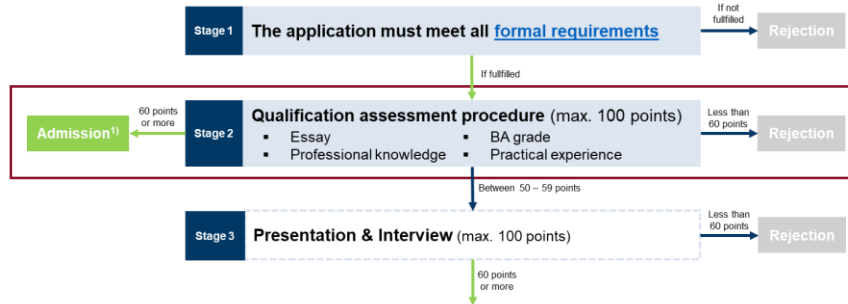 Stage 1
The application must meet all formal requirements
If not
fullfilled
Rejection
If fullfilled
60 points
or more
Admission1)
Stage 2
Qualification assessment procedure (max. 100 points)
▪ Essay
▪ BA grade
▪ Professional knowledge
▪ Practical experience
Less than
60 points
Rejection
Between 50 – 59 points
Stage 3
Presentation & Interview (max. 100 points)
Less than
60 points
Rejection
60 points
or more